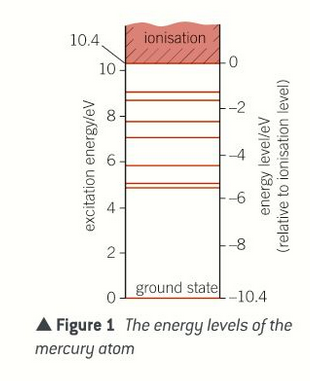 ionisation
10.4
10
8
6
4
2
0
excitation energy/eV
0
−2
−4
−6
−8
−10.4
energy level/eV
(relative to ionisation level)
ground state
▲ Figure 1 The energy levels of the
mercury atom